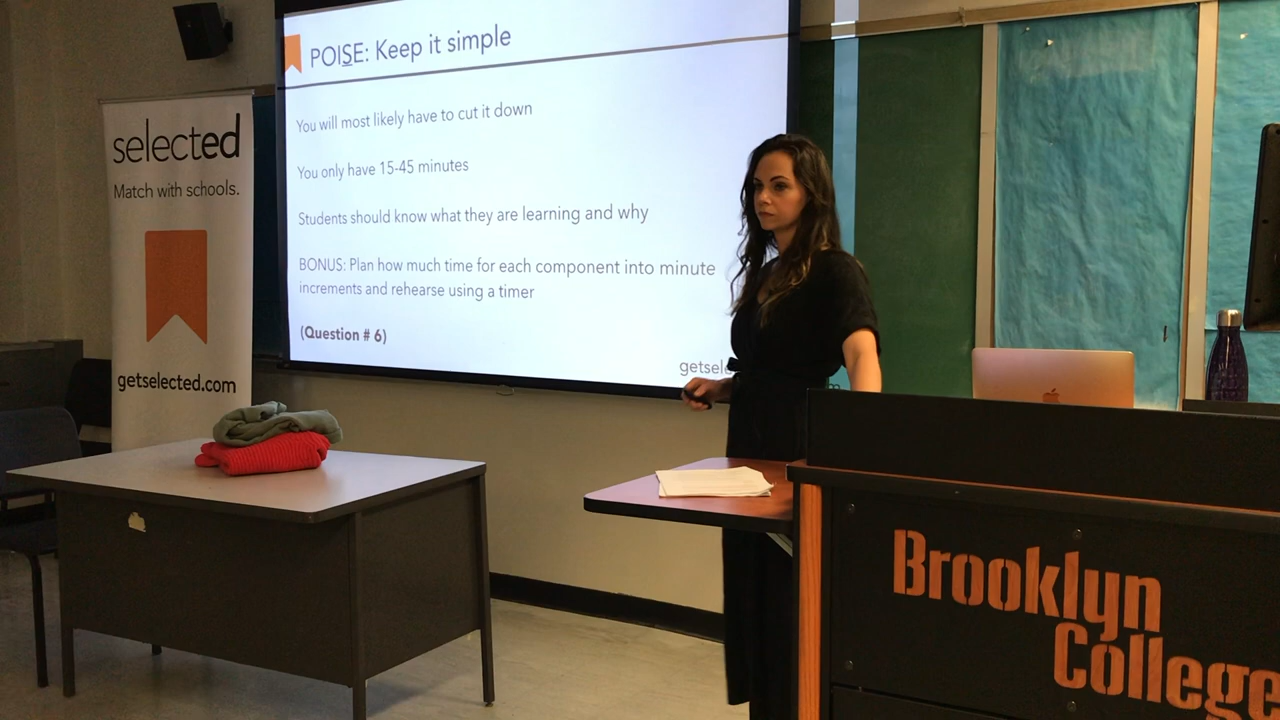 selected
Match with schools.
getselected.com
POISE: Keep it simple
You will most likely have to cut it down
You only have 15-45 minutes
Students should know what they are learning and why
BONUS: Plan how much time for each component into minute
increments and rehearse using a timer
(Question # 6)
getsele
Brooklyn
College